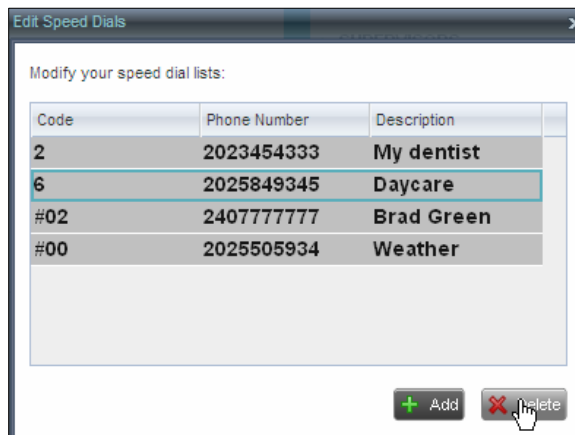 Edit Speed Dials
Modify your speed dial lists:
Code Phone Number Description
2 2023454333 My dentist
6 2025849345 Daycare
#02 2407777777 Brad Green
#00 2025505934 Weather
Add Delete